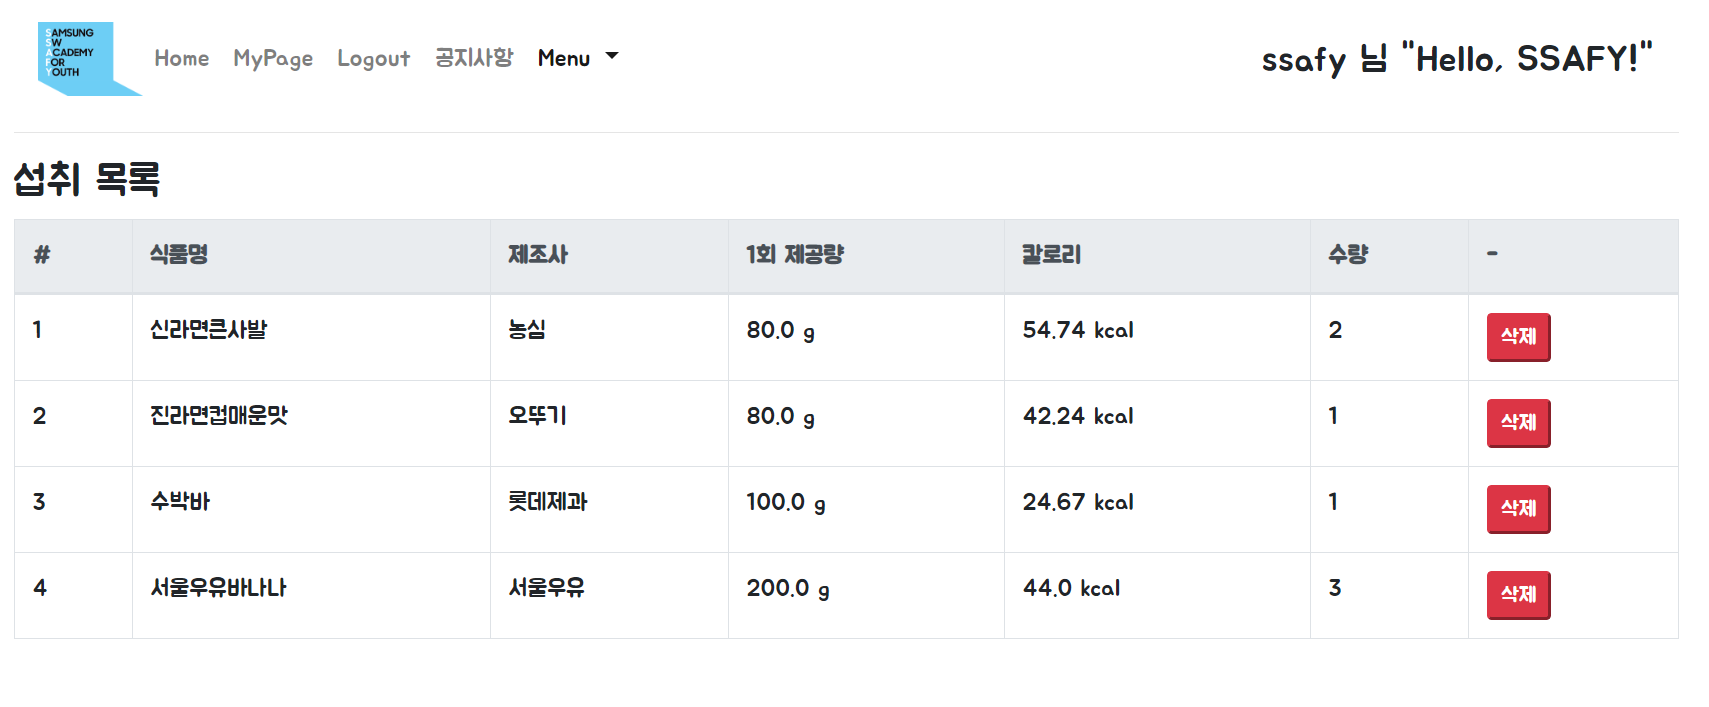 SAMSUNG
SW
ACADEMY
FOR
YOUTH
Home MyPage Logout 공지사항 Menu
ssafy 님 "Hello, SSAFY!"
섭취 목록
# 식품명 제조사 1회 제공량 칼로리 수량 -
1 신라면큰사발 농심 80.0 g 54.74 kcal 2 삭제
2 진라면컵매운맛 오뚜기 80.0 g 42.24 kcal 1 삭제
3 수박바 롯데제과 100.0 g 24.67 kcal 1 삭제
4 서울우유바나나 서울우유 200.0 g 44.0 kcal 3 삭제